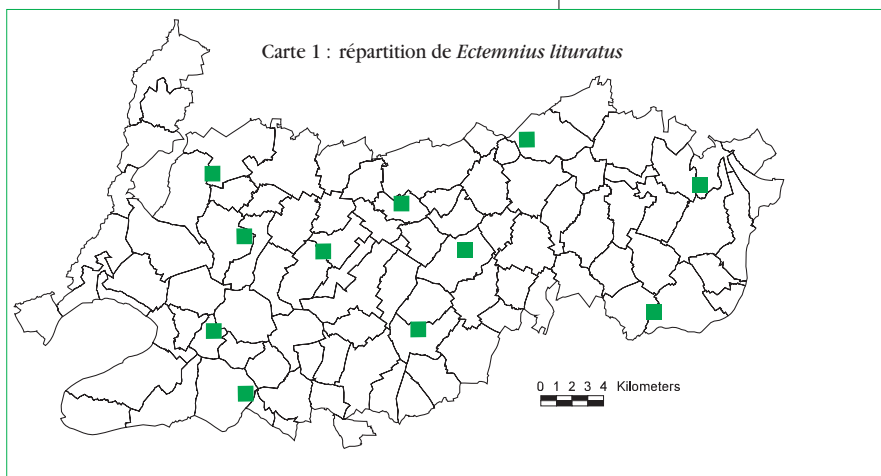 Carte 1 : répartition de Ectemnius lituratus
0 1 2 3 4 Kilometers